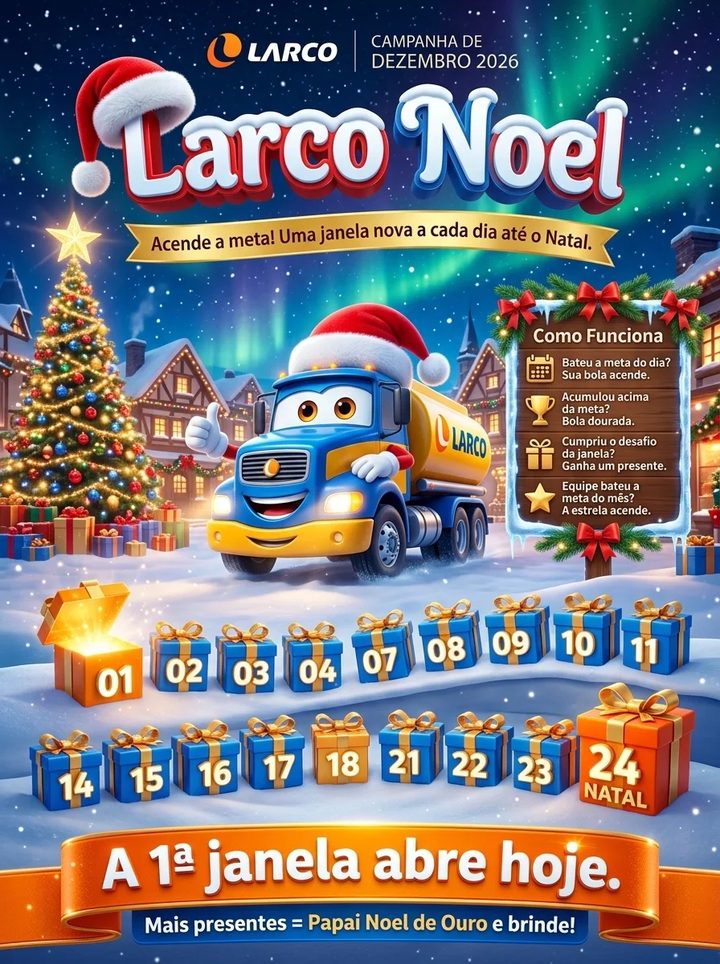 LARCO
CAMPANHA DE
DEZEMBRO 2026
Larco Noel
Acende a meta! Uma janela nova a cada dia até o Natal.
Como Funciona
Bateu a meta do dia?
Sua bola acende.
Acumulou acima
da meta?
Bola dourada.
Cumpriu o desafio
da janela?
Ganha um presente.
Equipe bateu a
meta do mês?
A estrela acende.
LARCO
01 02 03 04 07 08 09 10 11
14 15 16 17 18 21 22 23 24
NATAL
A 1ª janela abre hoje.
Mais presentes = Papai Noel de Ouro e brinde!